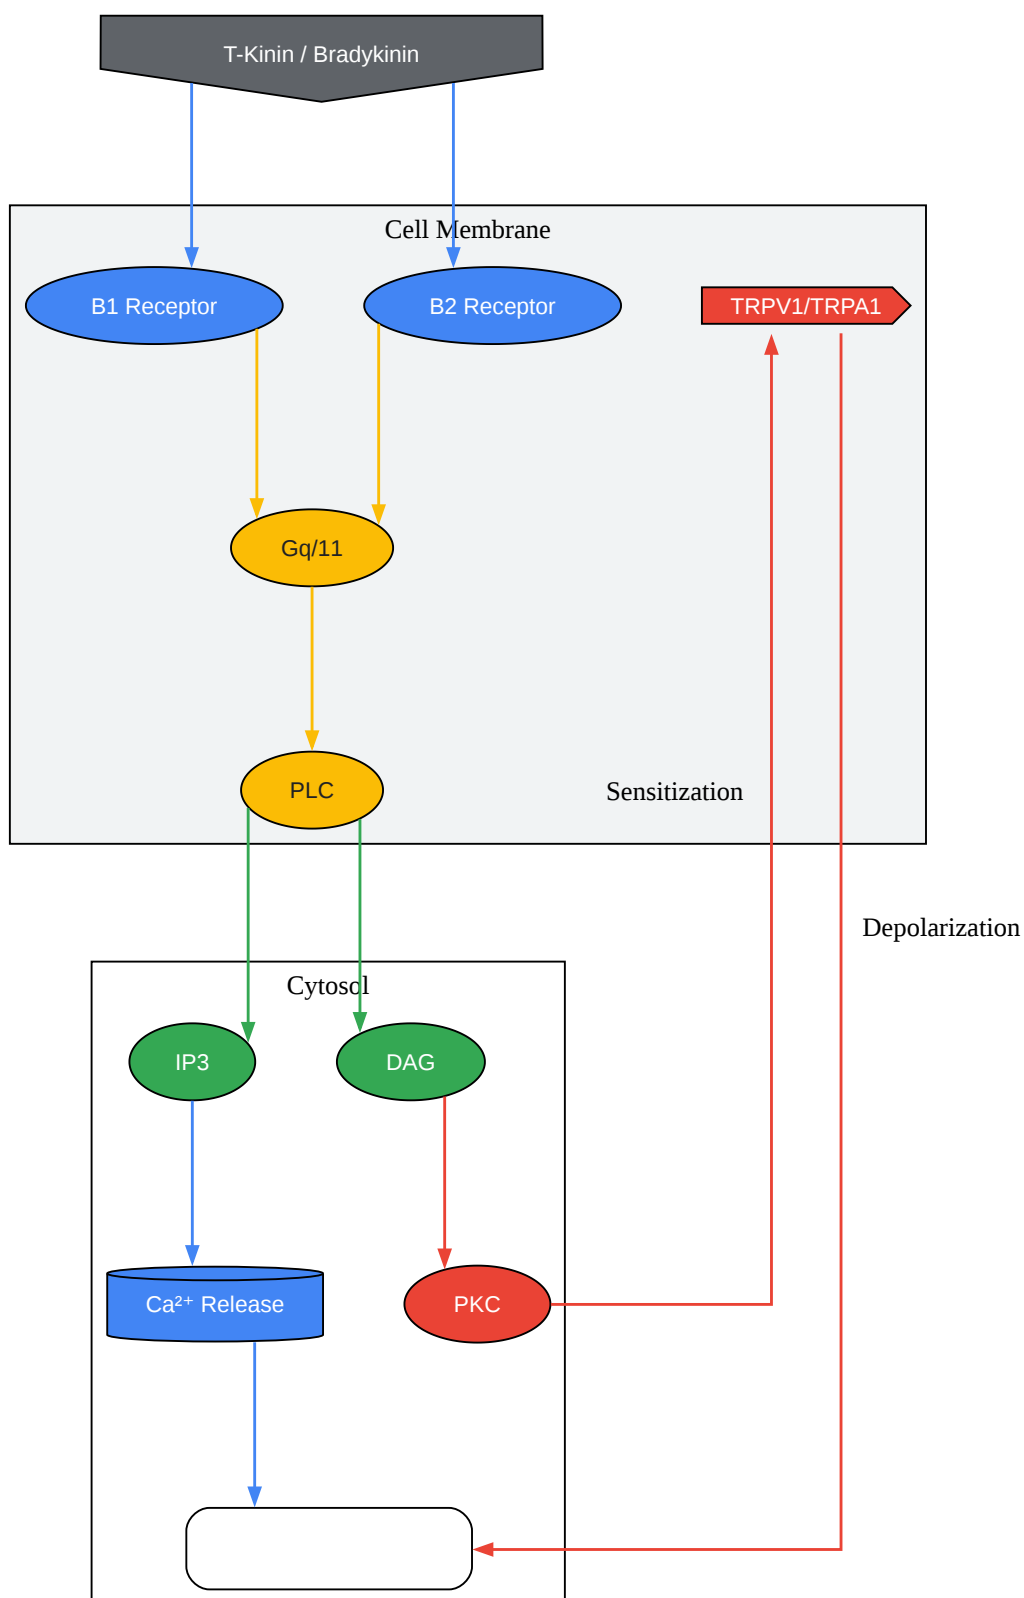 T-Kinin / Bradykinin
Cell Membrane
B1 Receptor
B2 Receptor
TRPV1/TRPA1
Gq/11
PLC
Sensitization
Depolarization
Cytosol
IP3
DAG
Ca²⁺ Release
PKC